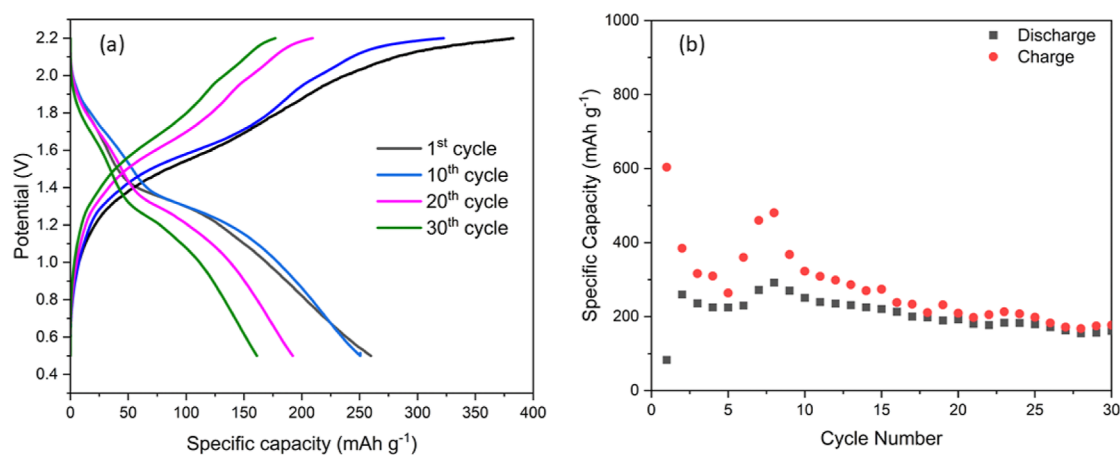 (a)
2.2
2.0
1.8
1.6
1.4
1.2
1.0
0.8
0.6
0.4
Potential (V)
1st cycle
10th cycle
20th cycle
30th cycle
0 50 100 150 200 250 300 350 400
Specific capacity (mAh g-1)
(b)
1000
800
600
400
200
0
Specific Capacity (mAh g-1)
Discharge
Charge
0 5 10 15 20 25 30
Cycle Number